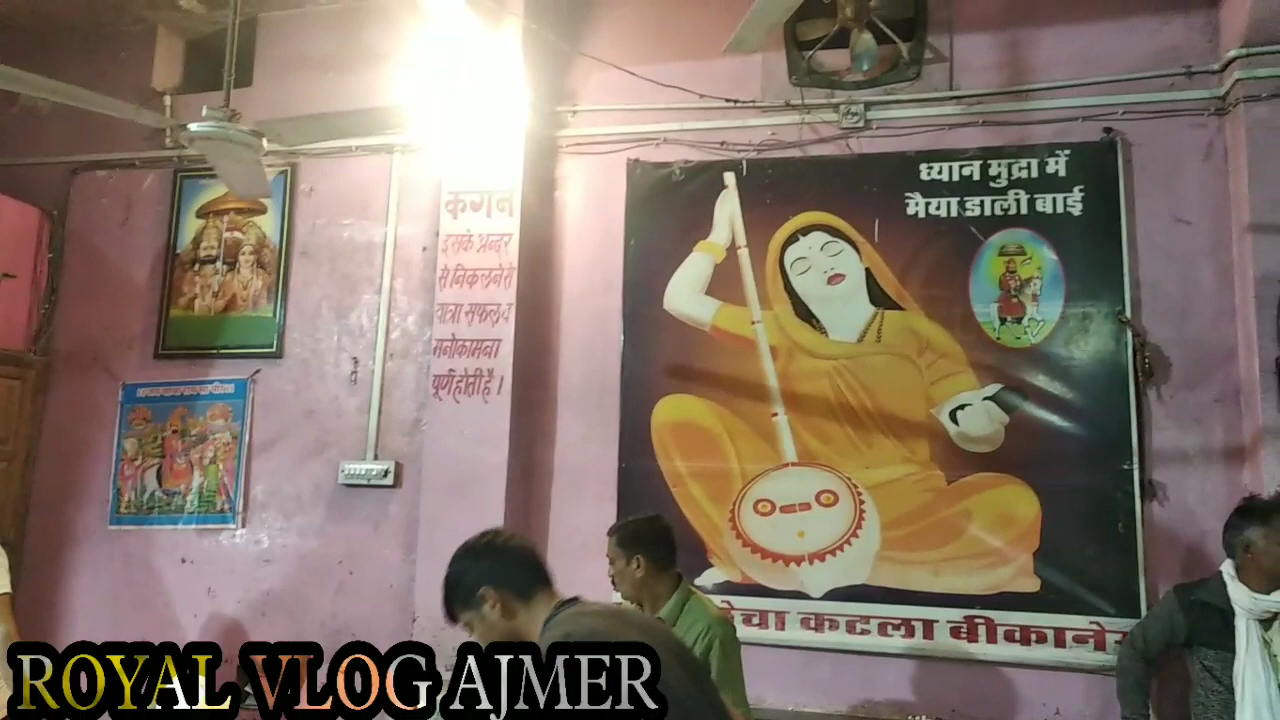 ध्यान मुद्रा में
मैया डाली बाई
कंगन
इसके अन्दर
से निकलने से
यात्रा सफल व
मनोकामना
पूर्ण होती है।
कटला बीकानेर
ROYAL VLOG AJMER